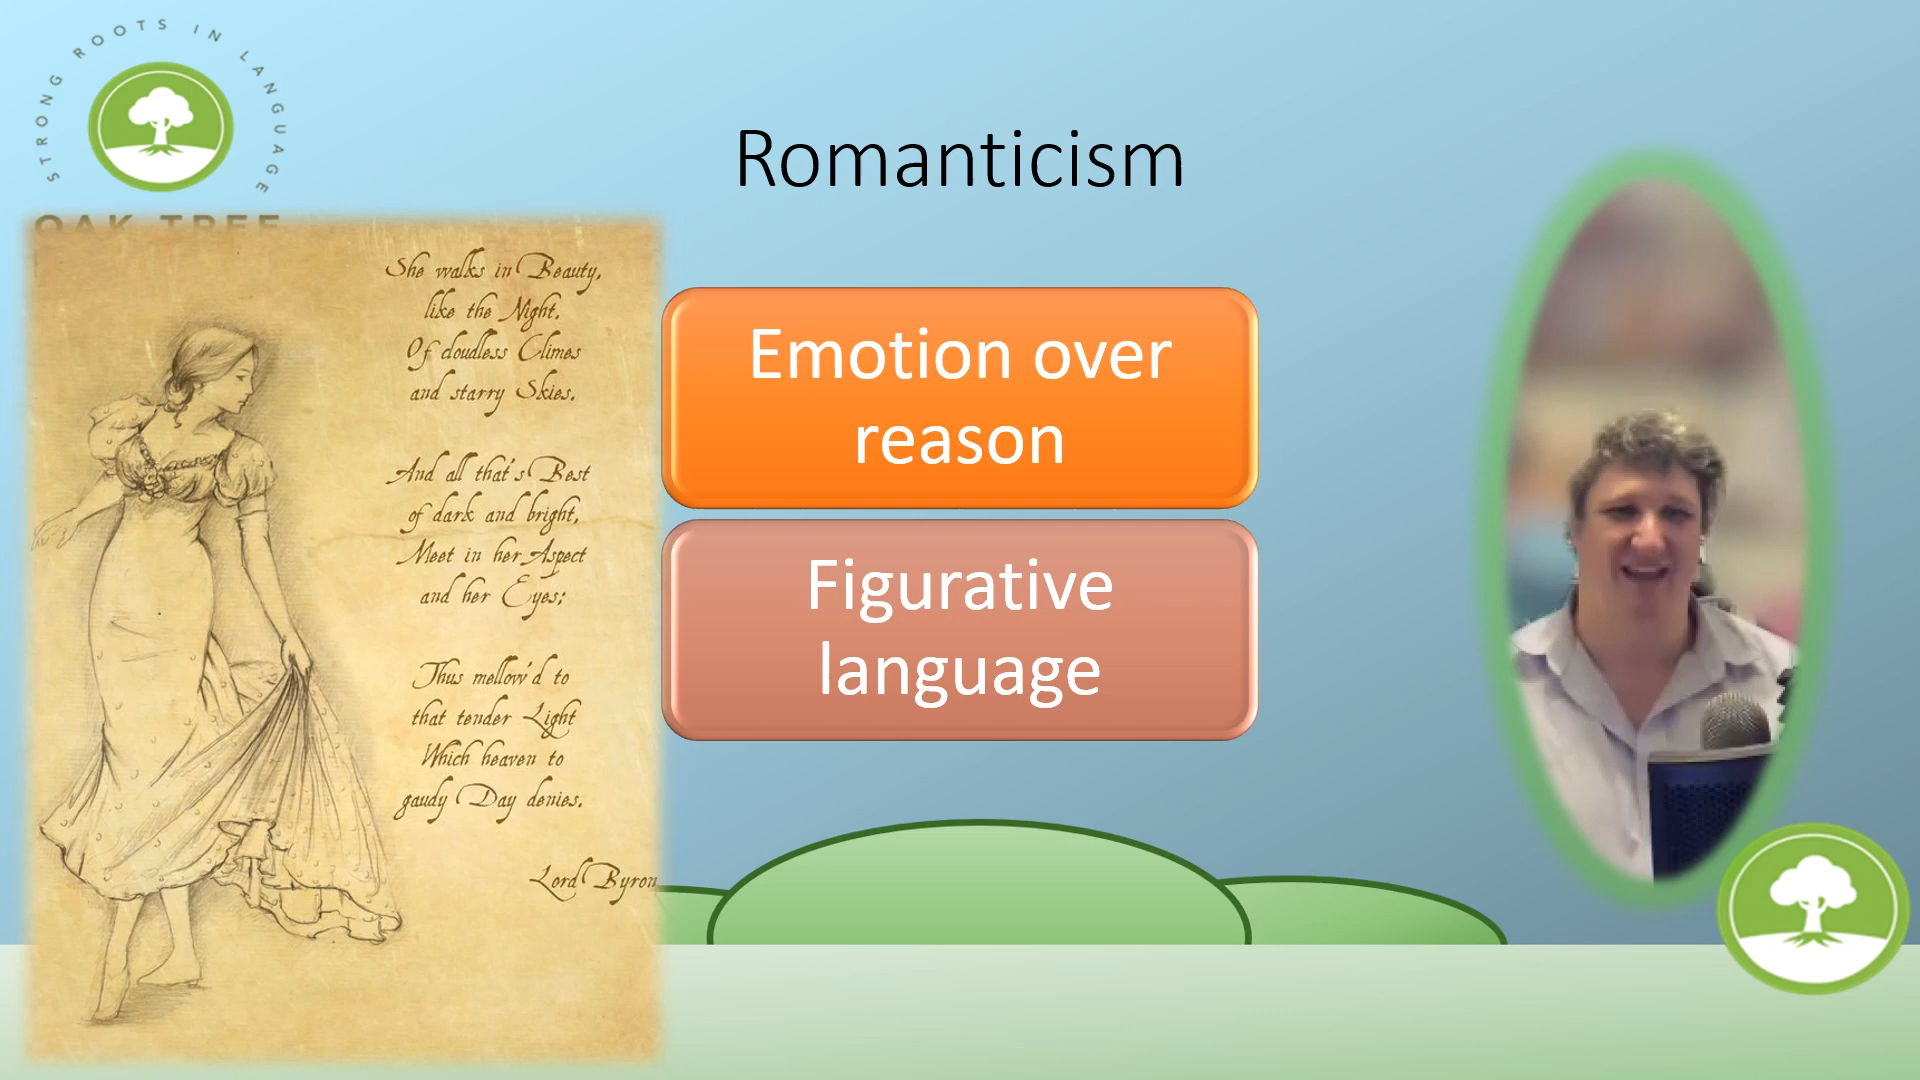 STRONG ROOTS IN LANGUAGE
OAK TREE
Romanticism
She walks in Beauty,
like the Night,
Of cloudless Climes
and starry Skies.
And all that's Best
of dark and bright,
Meet in her Aspect
and her Eyes;
Thus mellow'd to
that tender Light
Which heaven to
gaudy Day denies.
Lord Byron
Emotion over
reason
Figurative
language